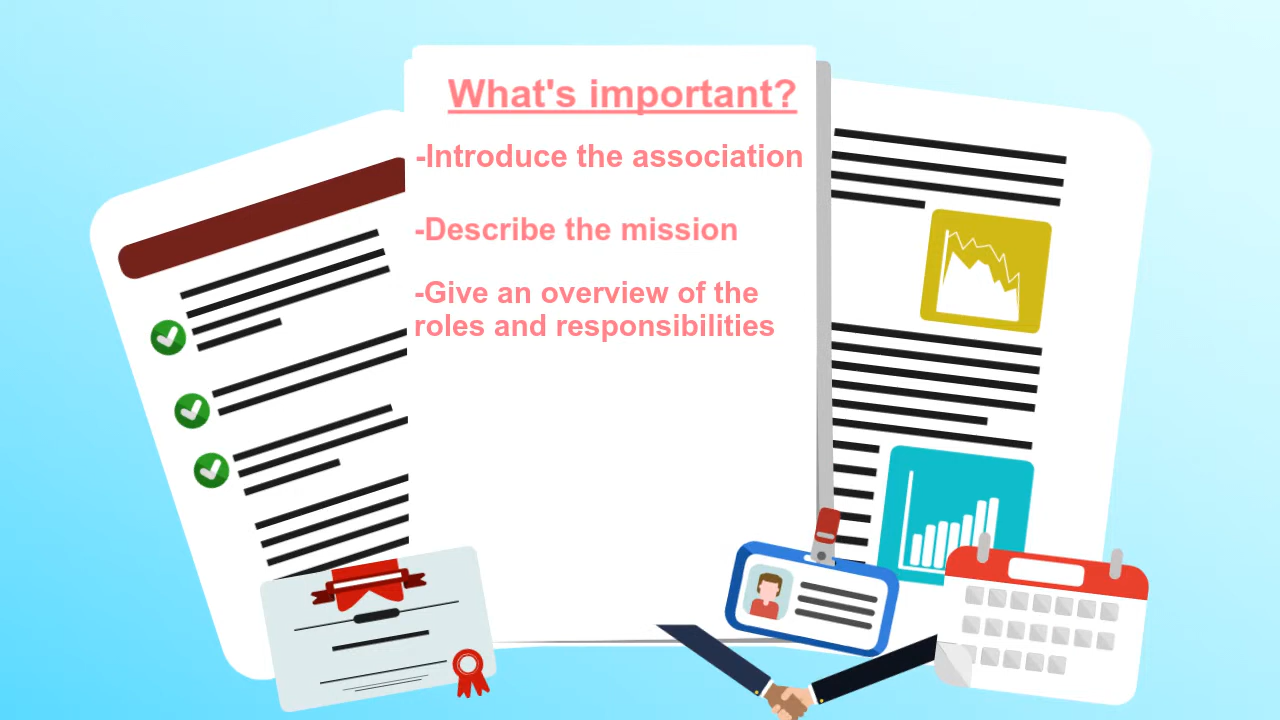 What's important?
-Introduce the association
-Describe the mission
-Give an overview of the
roles and responsibilities